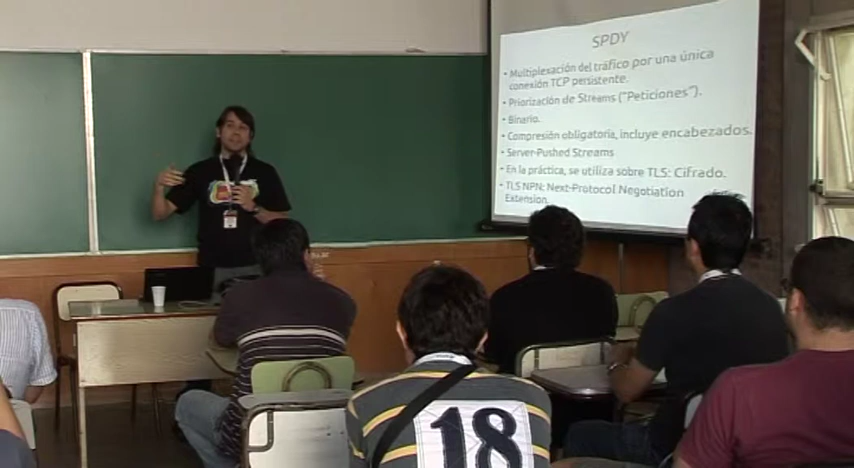 SPDY
• Multiplexación del tráfico por una única
conexión TCP persistente.
• Priorización de Streams ("Peticiones").
• Binario.
• Compresión obligatoria, incluye encabezados.
• Server-Pushed Streams
• En la práctica, se utiliza sobre TLS: Cifrado.
• TLS NPN: Next-Protocol Negotiation
Extension.
18